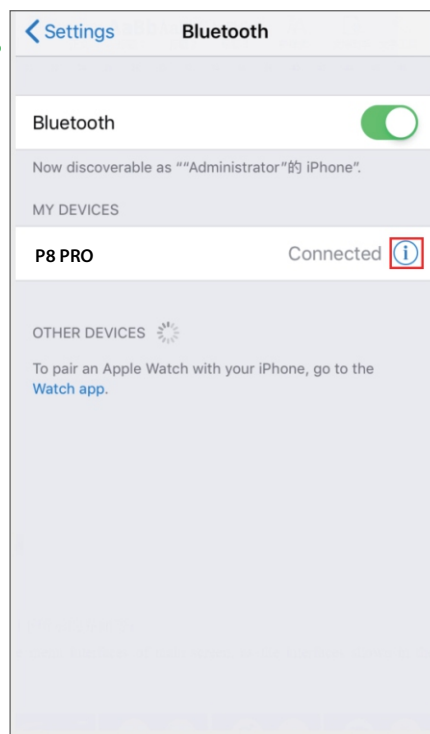 Settings
Bluetooth
Bluetooth
Now discoverable as ““Administrator”的 iPhone”.
MY DEVICES
P8 PRO
Connected
OTHER DEVICES
To pair an Apple Watch with your iPhone, go to the
Watch app.